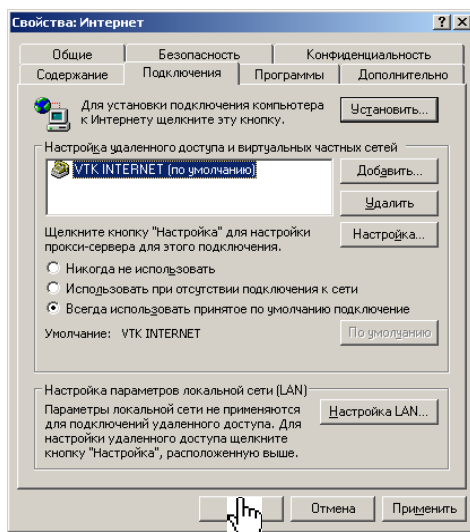 Свойства: Интернет
Общие
Безопасность
Конфиденциальность
Содержание
Подключения
Программы
Дополнительно
Для установки подключения компьютера
к Интернету щелкните эту кнопку.
Установить...
Настройка удаленного доступа и виртуальных частных сетей
VTK INTERNET (по умолчанию)
Добавить...
Удалить
Щелкните кнопку "Настройка" для настройки
прокси-сервера для этого подключения.
Настройка...
Никогда не использовать
Использовать при отсутствии подключения к сети
Всегда использовать принятое по умолчанию подключение
Умолчание: VTK INTERNET
По умолчанию
Настройка параметров локальной сети (LAN)
Параметры локальной сети не применяются
для подключений удаленного доступа. Для
настройки удаленного доступа щелкните
кнопку "Настройка", расположенную выше.
Настройка LAN...
Отмена
Применить